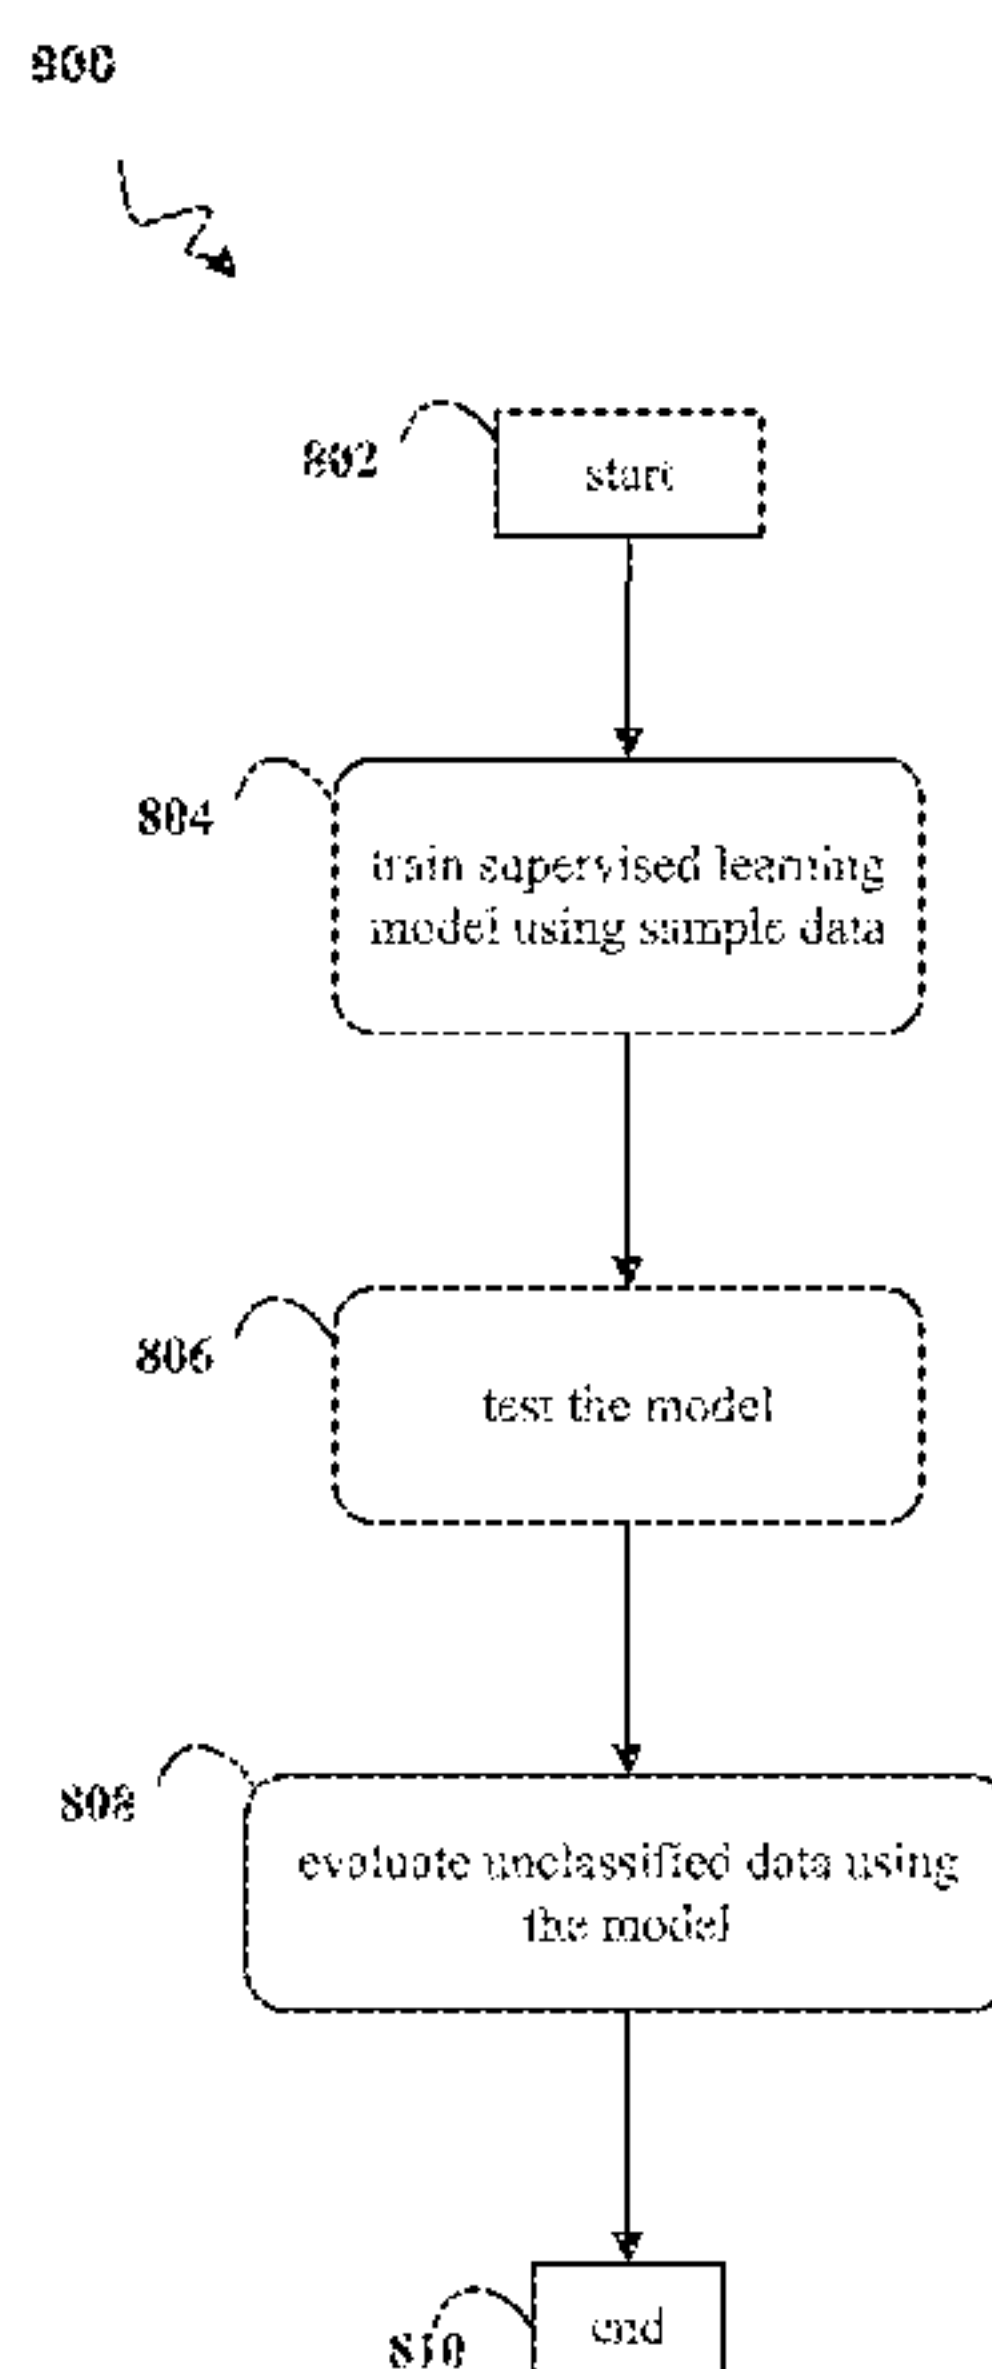 800
802
start
804
train supervised learning
model using sample data
806
test the model
808
evaluate unclassified data using
the model
810
end